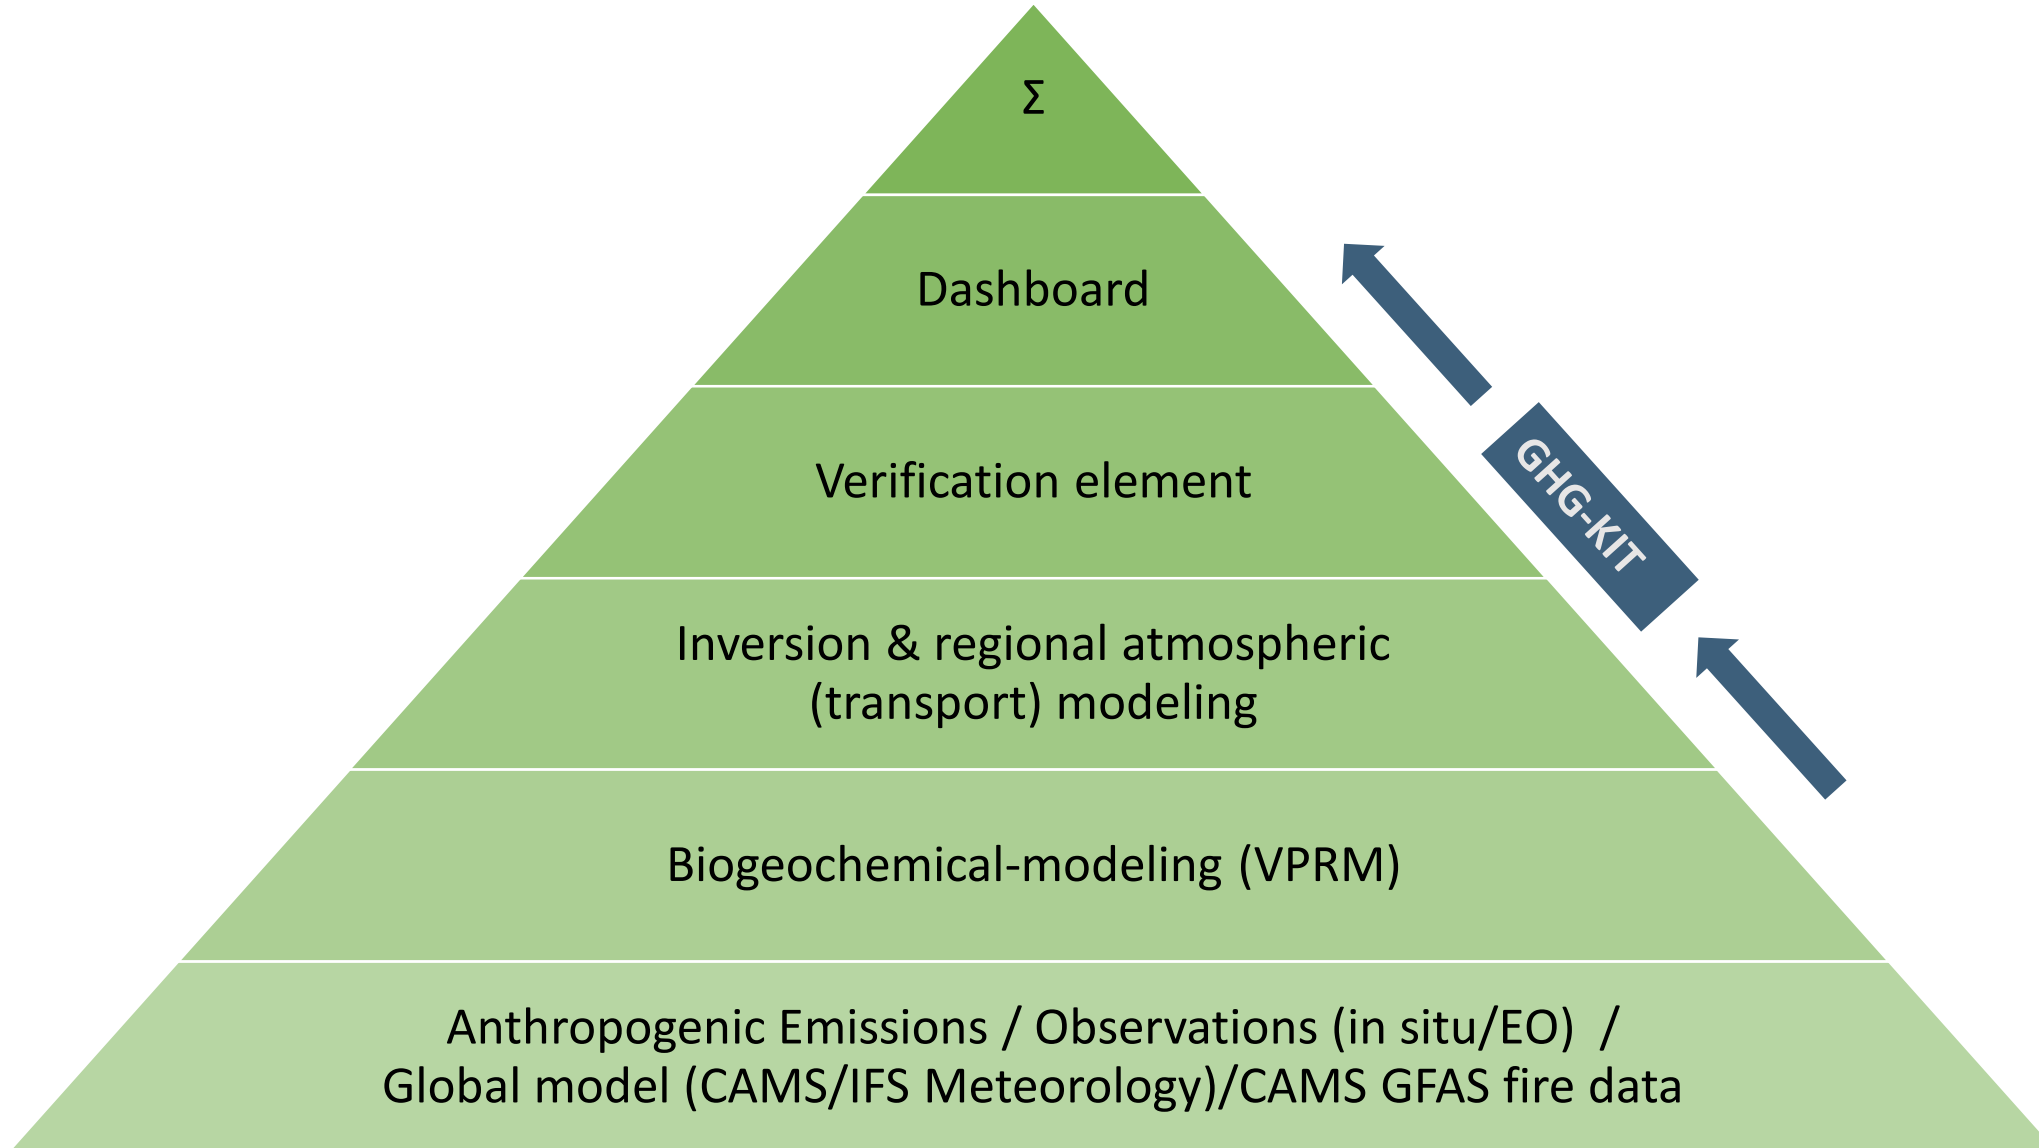 Σ
Dashboard
Verification element
GHG-KIT
Inversion & regional atmospheric
(transport) modeling
Biogeochemical-modeling (VPRM)
Anthropogenic Emissions / Observations (in situ/EO)  /
Global model (CAMS/IFS Meteorology)/CAMS GFAS fire data